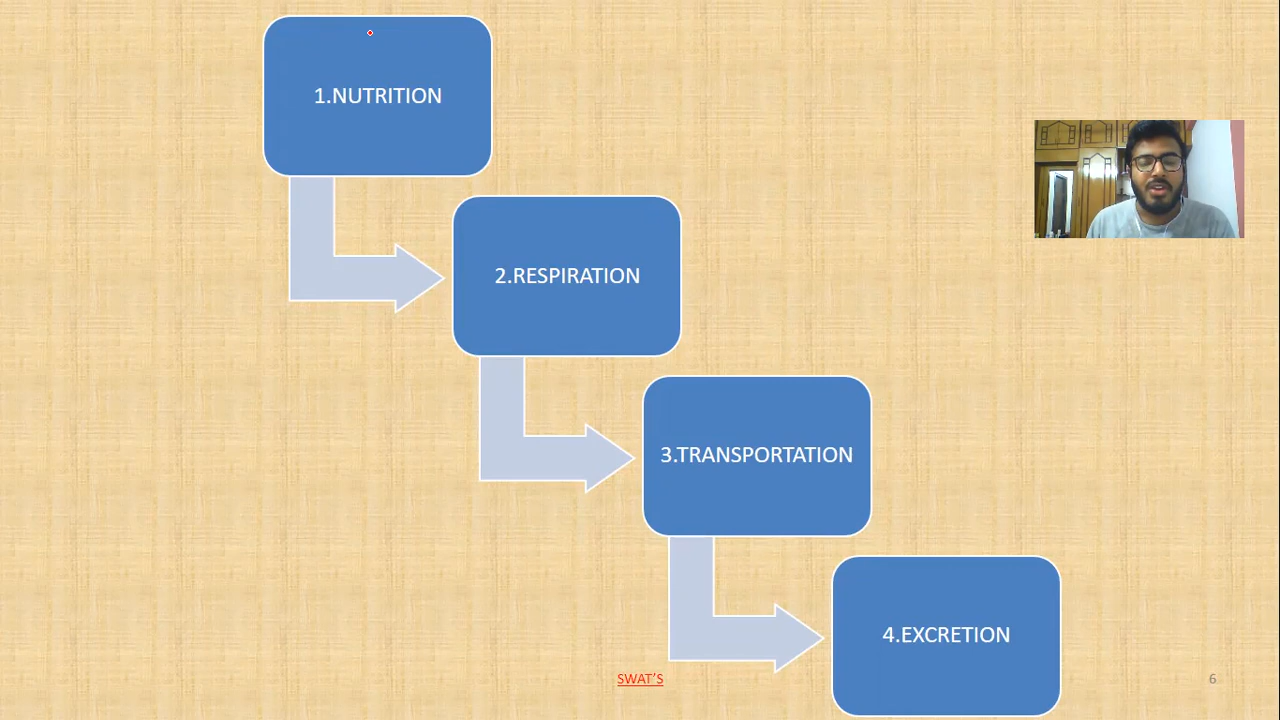 1.NUTRITION
2.RESPIRATION
3.TRANSPORTATION
4.EXCRETION
SWAT'S
6